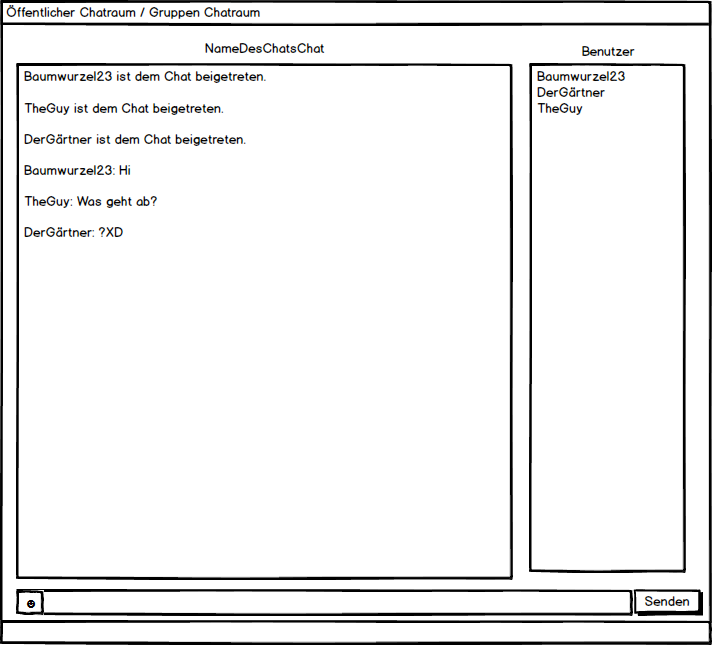 Öffentlicher Chatraum / Gruppen Chatraum
NameDesChatsChat
Baumwurzel23 ist dem Chat beigetreten.
TheGuy ist dem Chat beigetreten.
DerGärtner ist dem Chat beigetreten.
Baumwurzel23: Hi
TheGuy: Was geht ab?
DerGärtner: ?XD
Benutzer
Baumwurzel23
DerGärtner
TheGuy
Senden